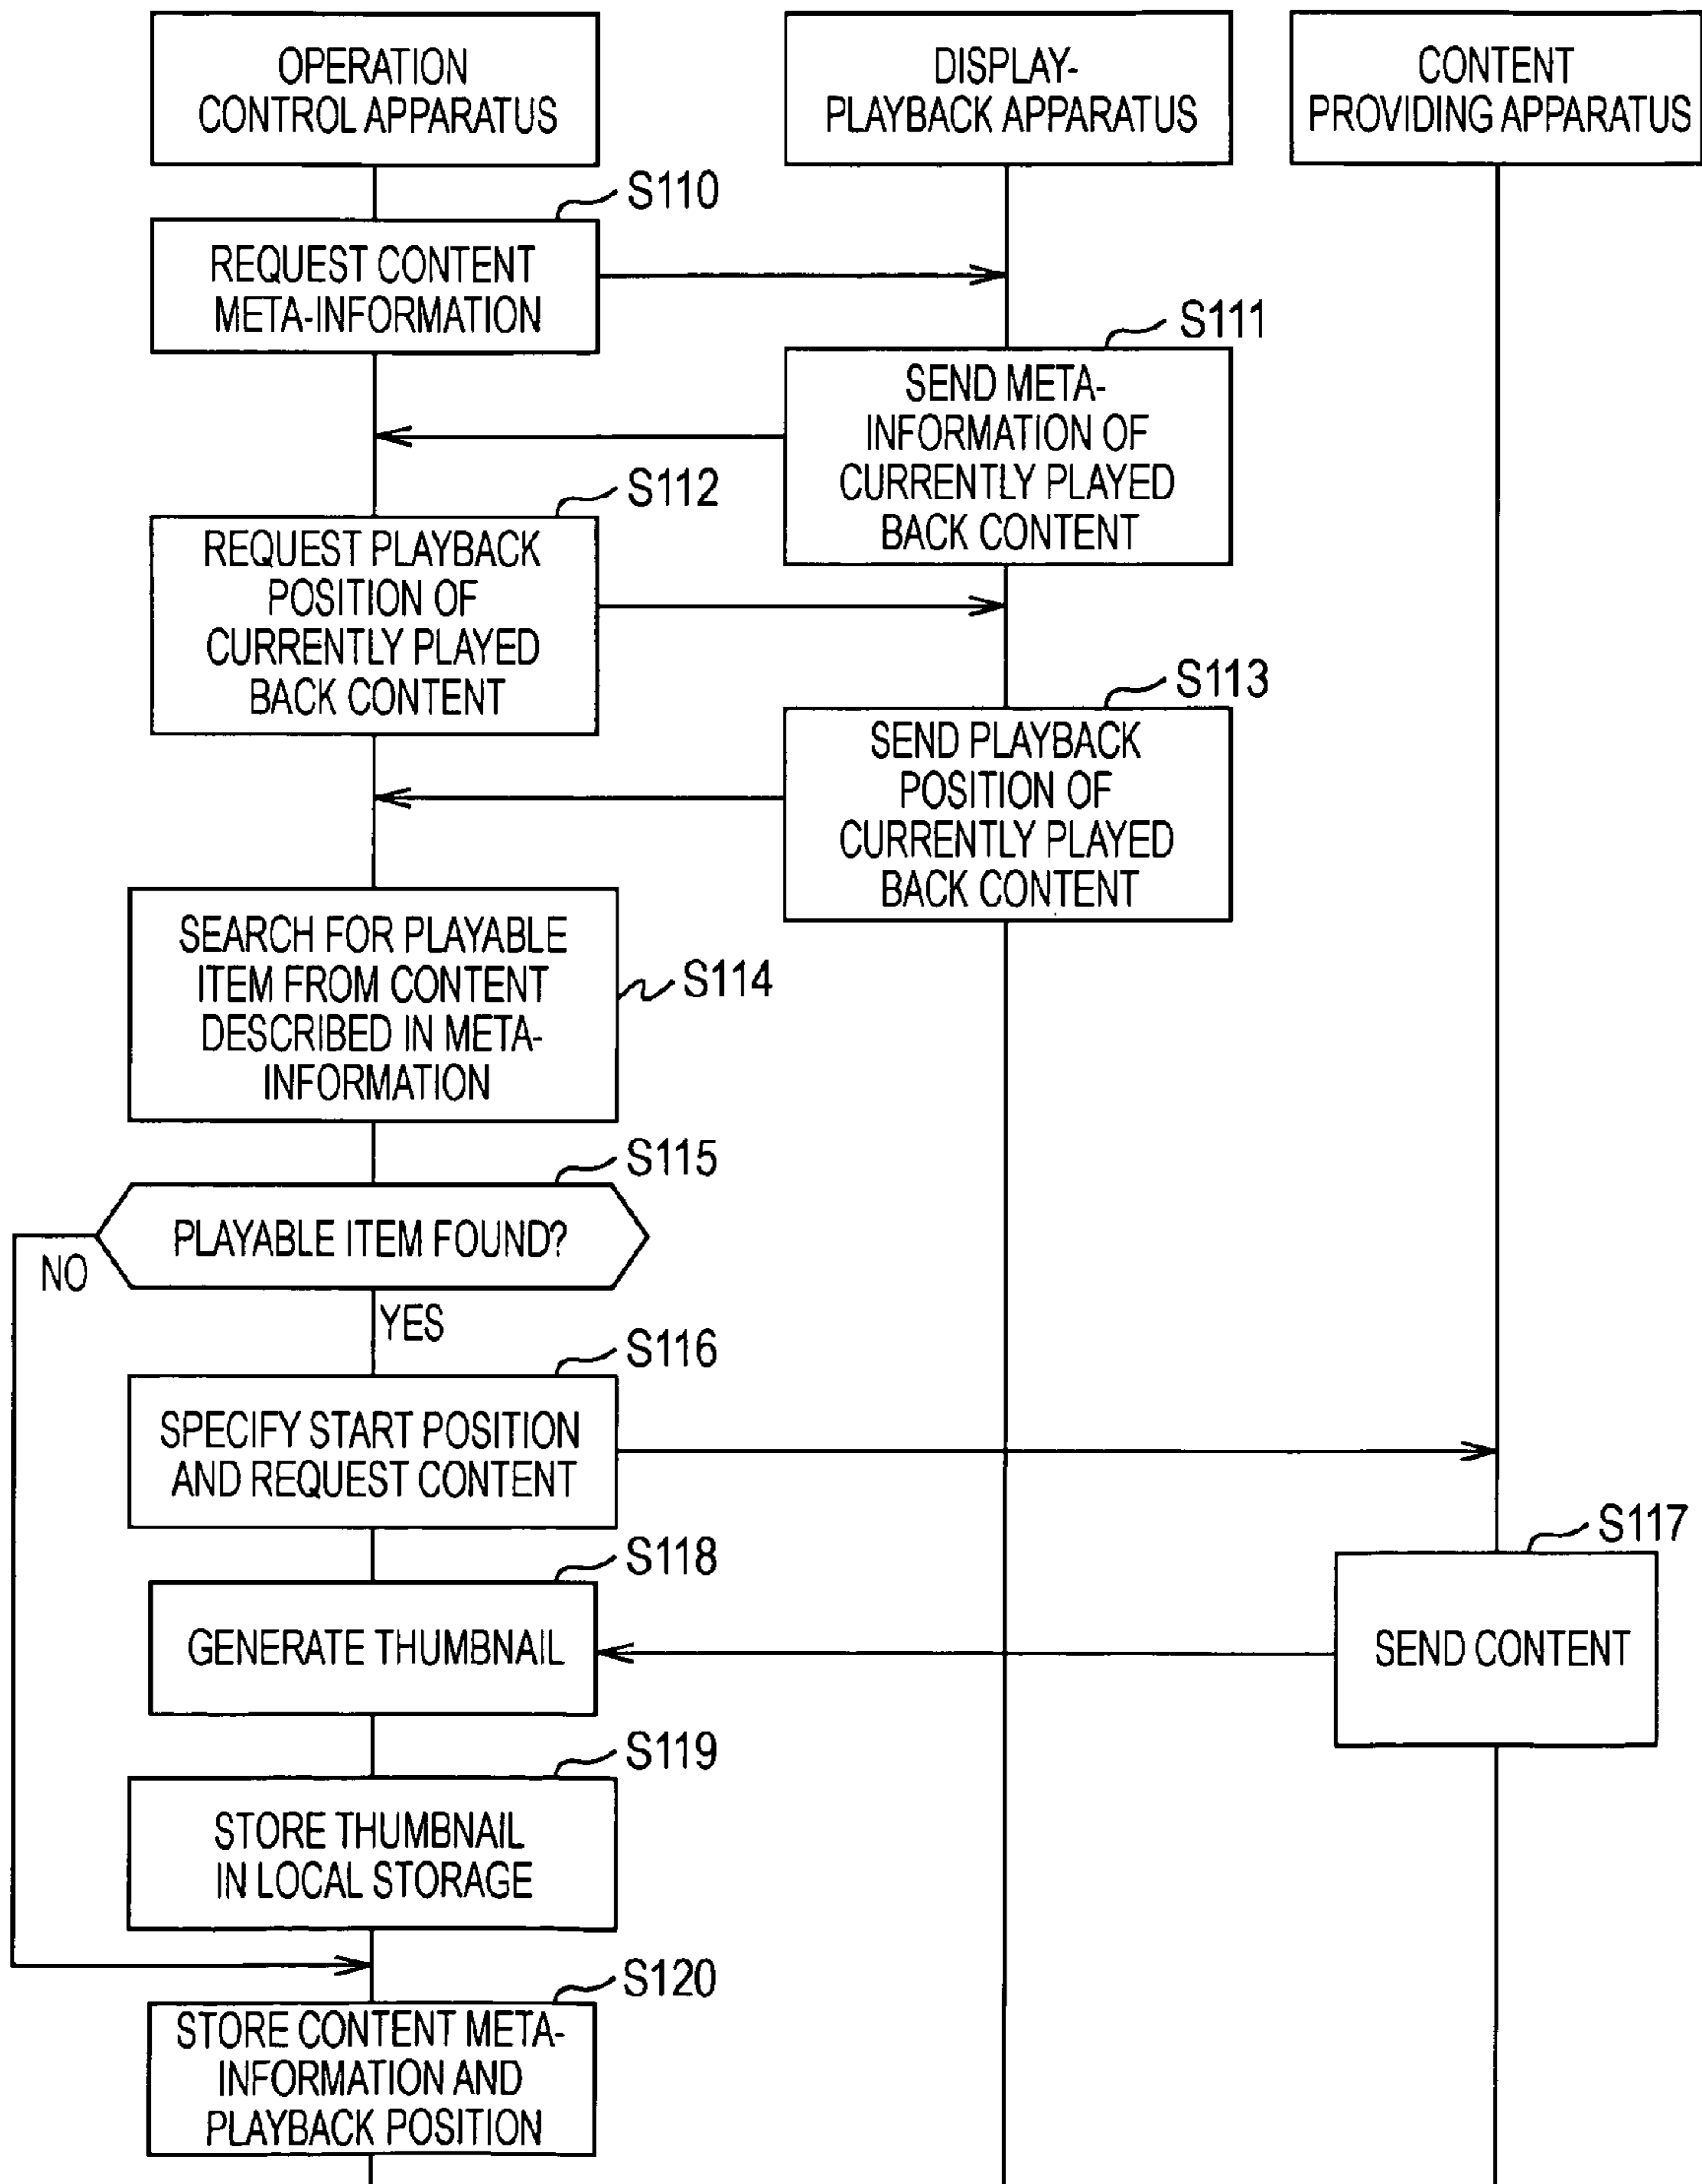 OPERATION
CONTROL APPARATUS
DISPLAY-
PLAYBACK APPARATUS
CONTENT
PROVIDING APPARATUS
S110
REQUEST CONTENT
META-INFORMATION
S111
SEND META-
INFORMATION OF
CURRENTLY PLAYED
BACK CONTENT
S112
REQUEST PLAYBACK
POSITION OF
CURRENTLY PLAYED
BACK CONTENT
S113
SEND PLAYBACK
POSITION OF
CURRENTLY PLAYED
BACK CONTENT
SEARCH FOR PLAYABLE
ITEM FROM CONTENT
DESCRIBED IN META-
INFORMATION
S114
S115
PLAYABLE ITEM FOUND?
NO
YES
S116
SPECIFY START POSITION
AND REQUEST CONTENT
S117
SEND CONTENT
S118
GENERATE THUMBNAIL
S119
STORE THUMBNAIL
IN LOCAL STORAGE
S120
STORE CONTENT META-
INFORMATION AND
PLAYBACK POSITION